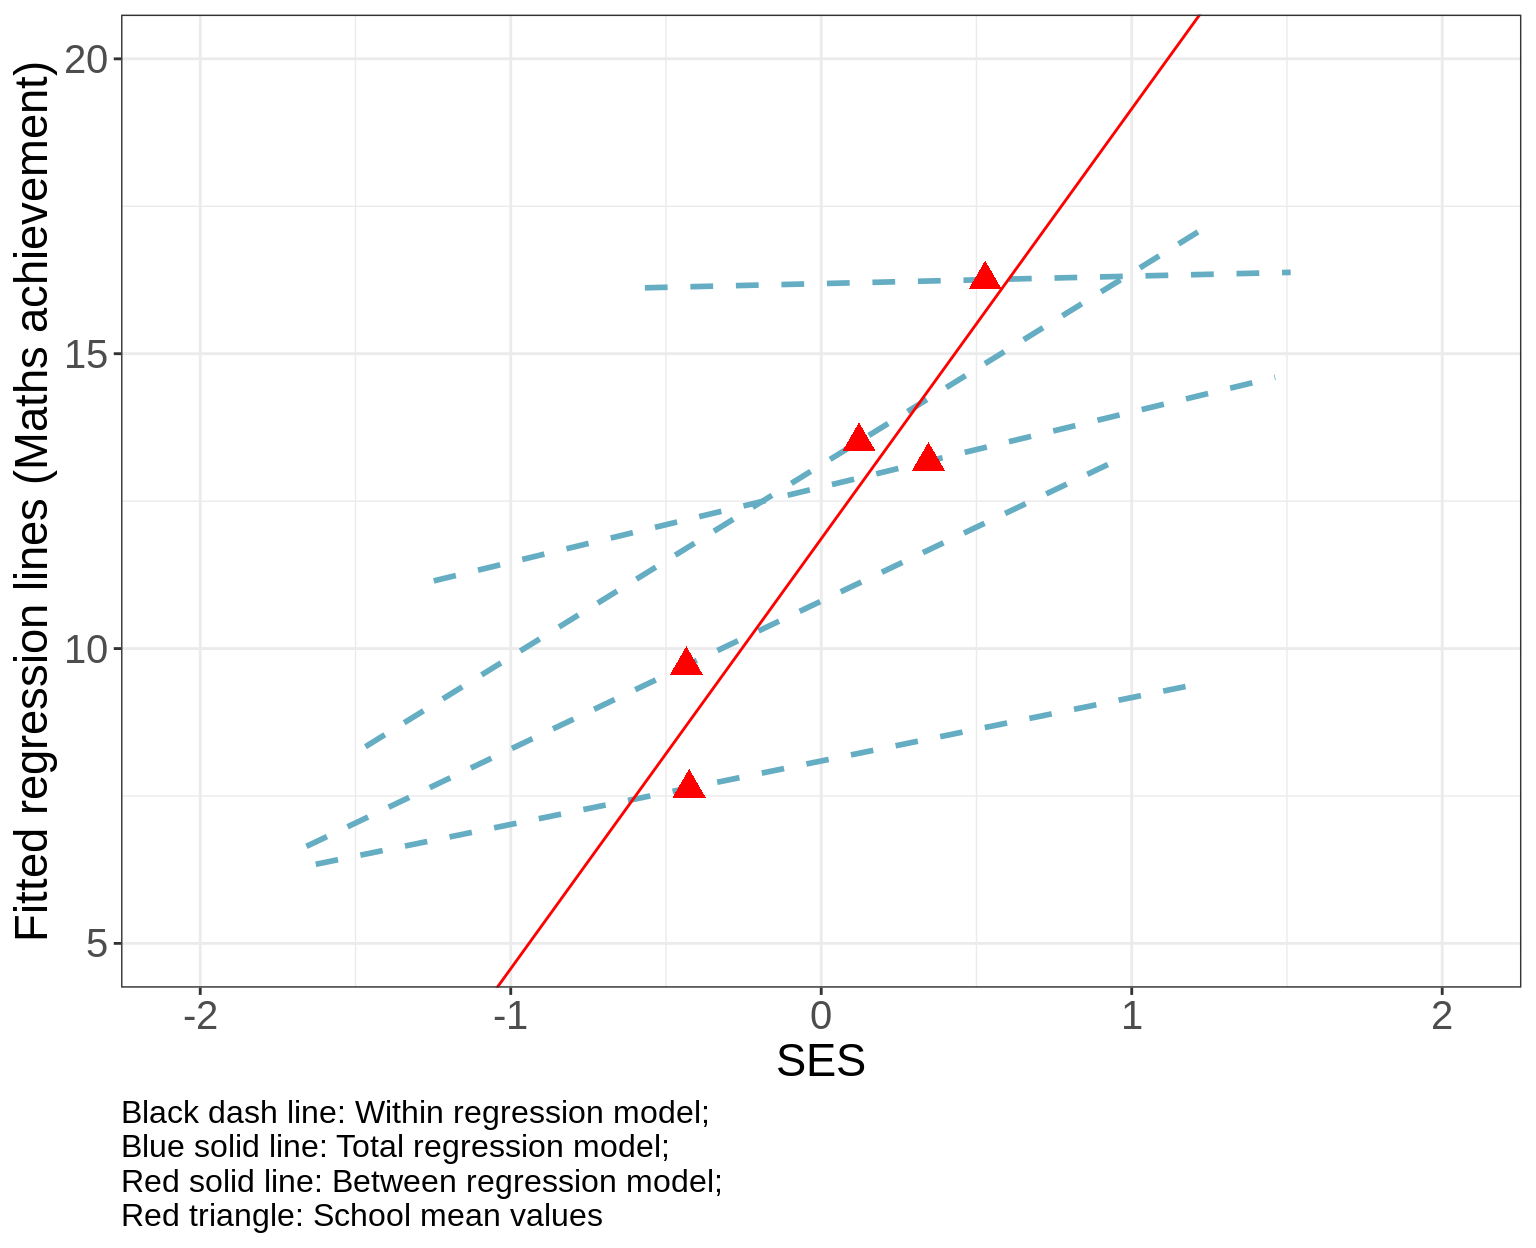 Fitted regression lines (Maths achievement)
20
15
10
5
-2 -1 0 1 2
SES
Black dash line: Within regression model;
Blue solid line: Total regression model;
Red solid line: Between regression model;
Red triangle: School mean values